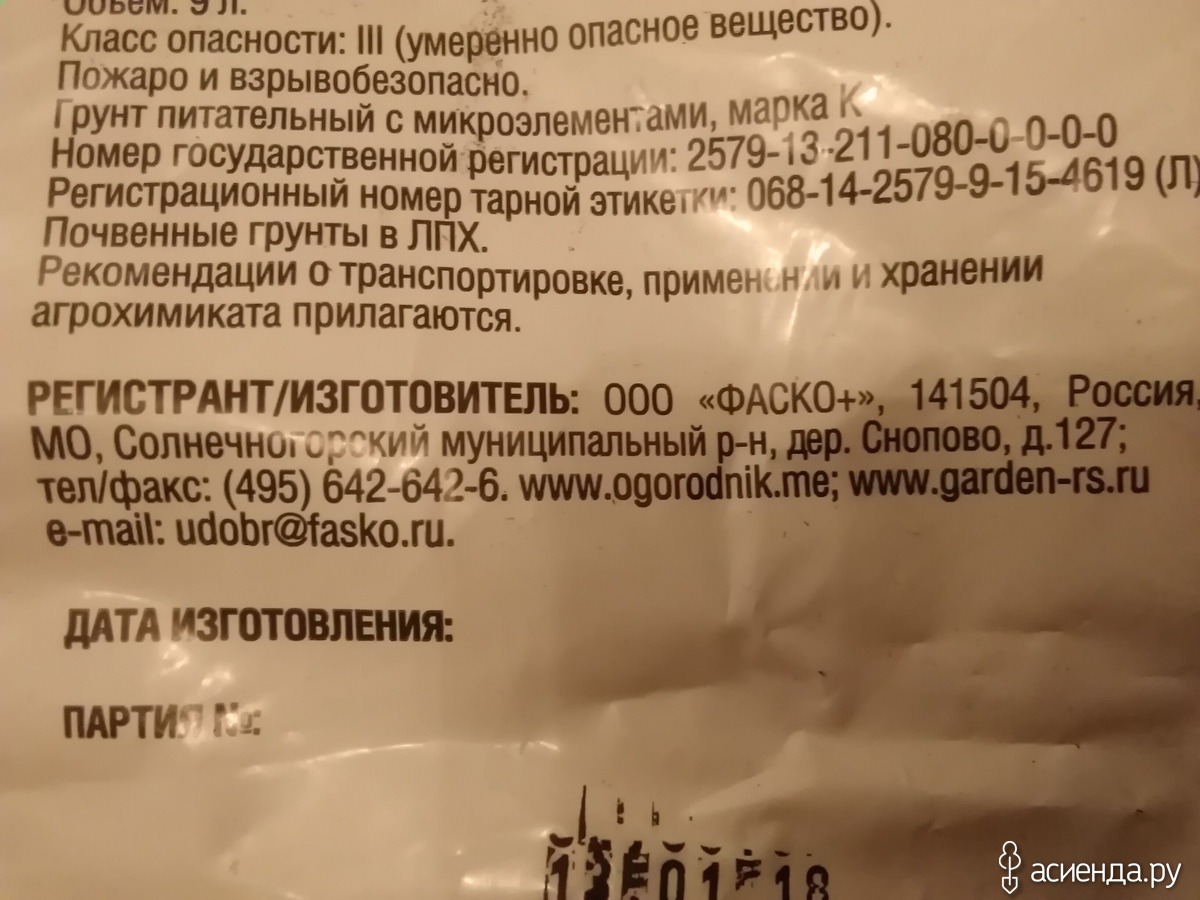 Объем: 9 л.
Класс опасности: III (умеренно опасное вещество).
Пожаро и взрывобезопасно.
Грунт питательный с микроэлементами, марка К
Номер государственной регистрации: 2579-13-211-080-0-0-0-0
Регистрационный номер тарной этикетки: 068-14-2579-9-15-4619 (Л)
Почвенные грунты в ЛПХ.
Рекомендации о транспортировке, применении и хранении
агрохимиката прилагаются.
РЕГИСТРАНТ/ИЗГОТОВИТЕЛЬ: ООО «ФАСКО+», 141504, Россия,
МО, Солнечногорский муниципальный р-н, дер. Снопово, д.127;
тел/факс: (495) 642-642-6. www.ogorodnik.me; www.garden-rs.ru
e-mail: udobr@fasko.ru.
ДАТА ИЗГОТОВЛЕНИЯ:
ПАРТИЯ №:
асиенда.ру